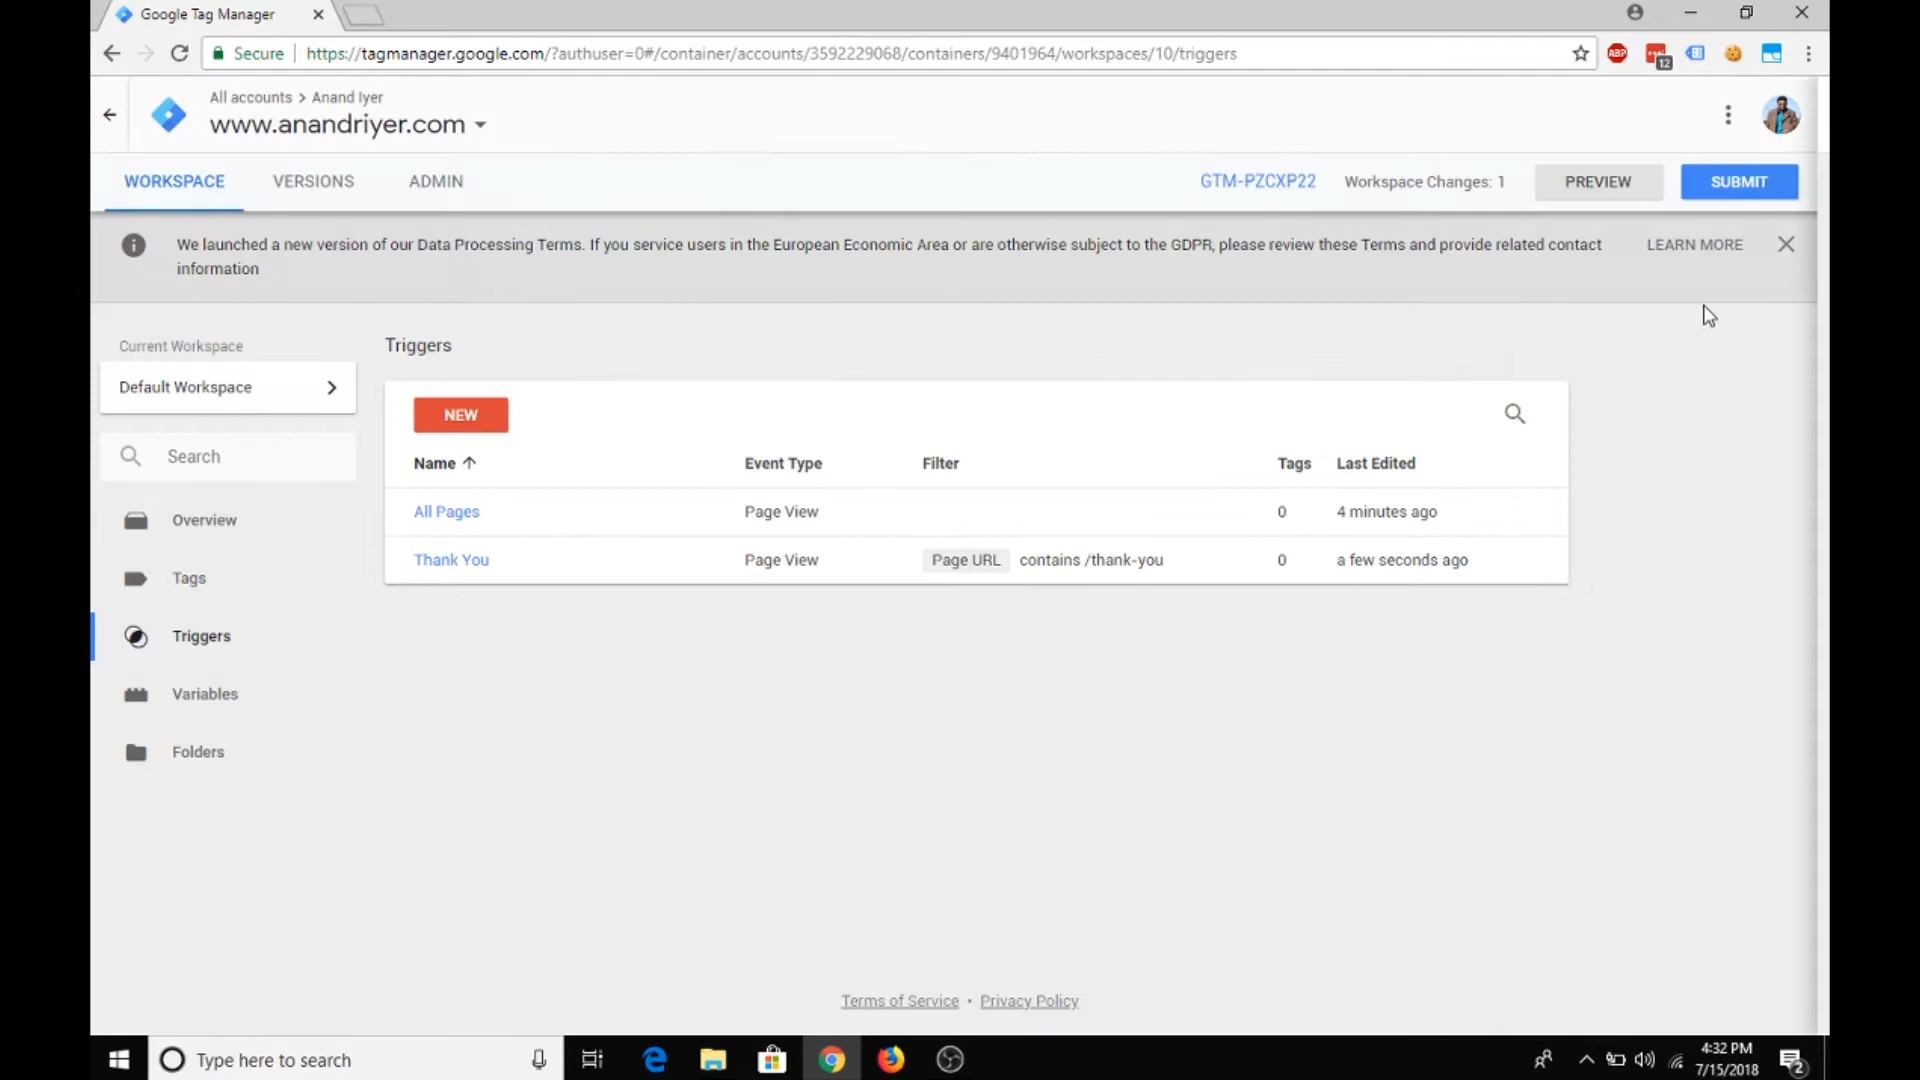 Google Tag Manager
Secure
https://tagmanager.google.com/?authuser=0#/container/accounts/3592229068/containers/9401964/workspaces/10/triggers
ABP
12
All accounts > Anand Iyer
www.anandriyer.com
WORKSPACE
VERSIONS
ADMIN
GTM-PZCXP22
Workspace Changes: 1
PREVIEW
SUBMIT
We launched a new version of our Data Processing Terms. If you service users in the European Economic Area or are otherwise subject to the GDPR, please review these Terms and provide related contact
information
LEARN MORE
Current Workspace
Default Workspace
Search
Overview
Tags
Triggers
Variables
Folders
Triggers
NEW
Name Event Type Filter Tags Last Edited
All Pages Page View 0 4 minutes ago
Thank You Page View Page URL contains /thank-you 0 a few seconds ago
Terms of Service • Privacy Policy
Type here to search
4:32 PM
7/15/2018
2